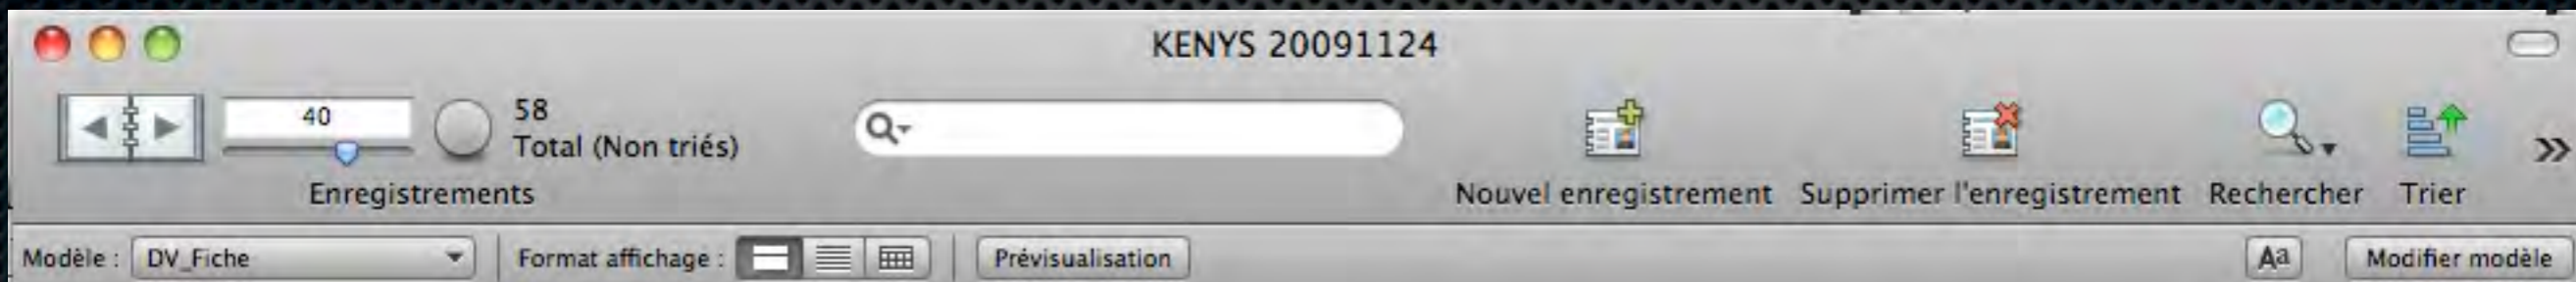 KENYS 20091124
40
58
Total (Non triés)
Enregistrements
Nouvel enregistrement
Supprimer l'enregistrement
Rechercher
Trier
Modèle :
DV_Fiche
Format affichage :
Prévisualisation
Aa
Modifier modèle